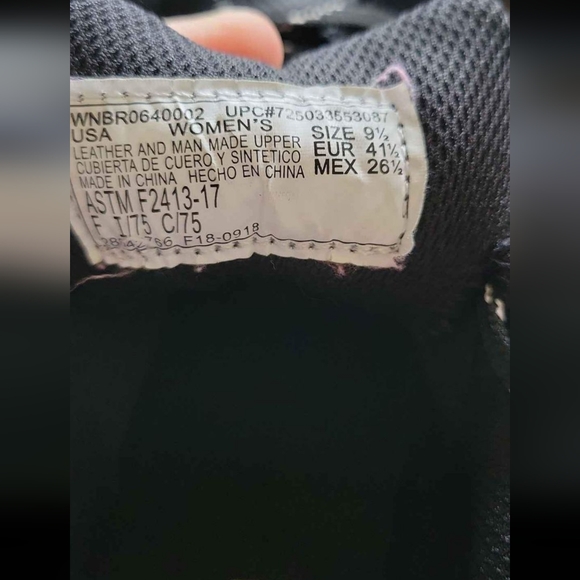 WNBR0640002 UPC#725033553087
USA WOMEN'S SIZE 9½
LEATHER AND MAN MADE UPPER EUR 41½
CUBIERTA DE CUERO Y SINTETICO MEX 26½
MADE IN CHINA HECHO EN CHINA
ASTM F2413-17
F I/75 C/75
F18-0918